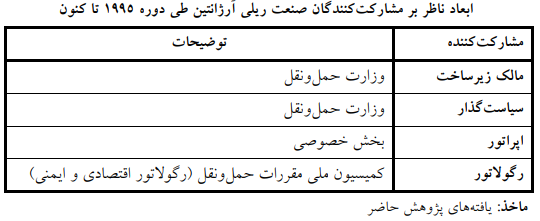 ابعاد ناظر بر مشارکت‌کنندگان صنعت ریلی آرژانتین طی دوره ۱۹۹۵ تا کنون
مشارکت‌کننده توضیحات
مالک زیرساخت وزارت حمل‌ونقل
سیاست‌گذار وزارت حمل‌ونقل
اپراتور بخش خصوصی
رگولاتور کمیسیون ملی مقررات حمل‌ونقل (رگولاتور اقتصادی و ایمنی)
ماخذ: یافته‌های پژوهش حاضر